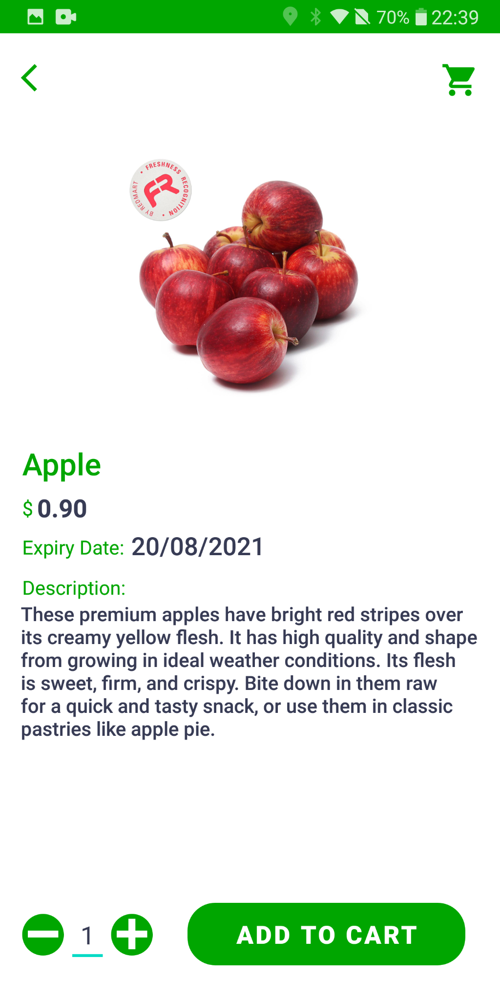 70% 22:39
• FRESHNESS RECOGNITION •
BY REDMART
FR
Apple
$ 0.90
Expiry Date: 20/08/2021
Description:
These premium apples have bright red stripes over
its creamy yellow flesh. It has high quality and shape
from growing in ideal weather conditions. Its flesh
is sweet, firm, and crispy. Bite down in them raw
for a quick and tasty snack, or use them in classic
pastries like apple pie.
1
ADD TO CART